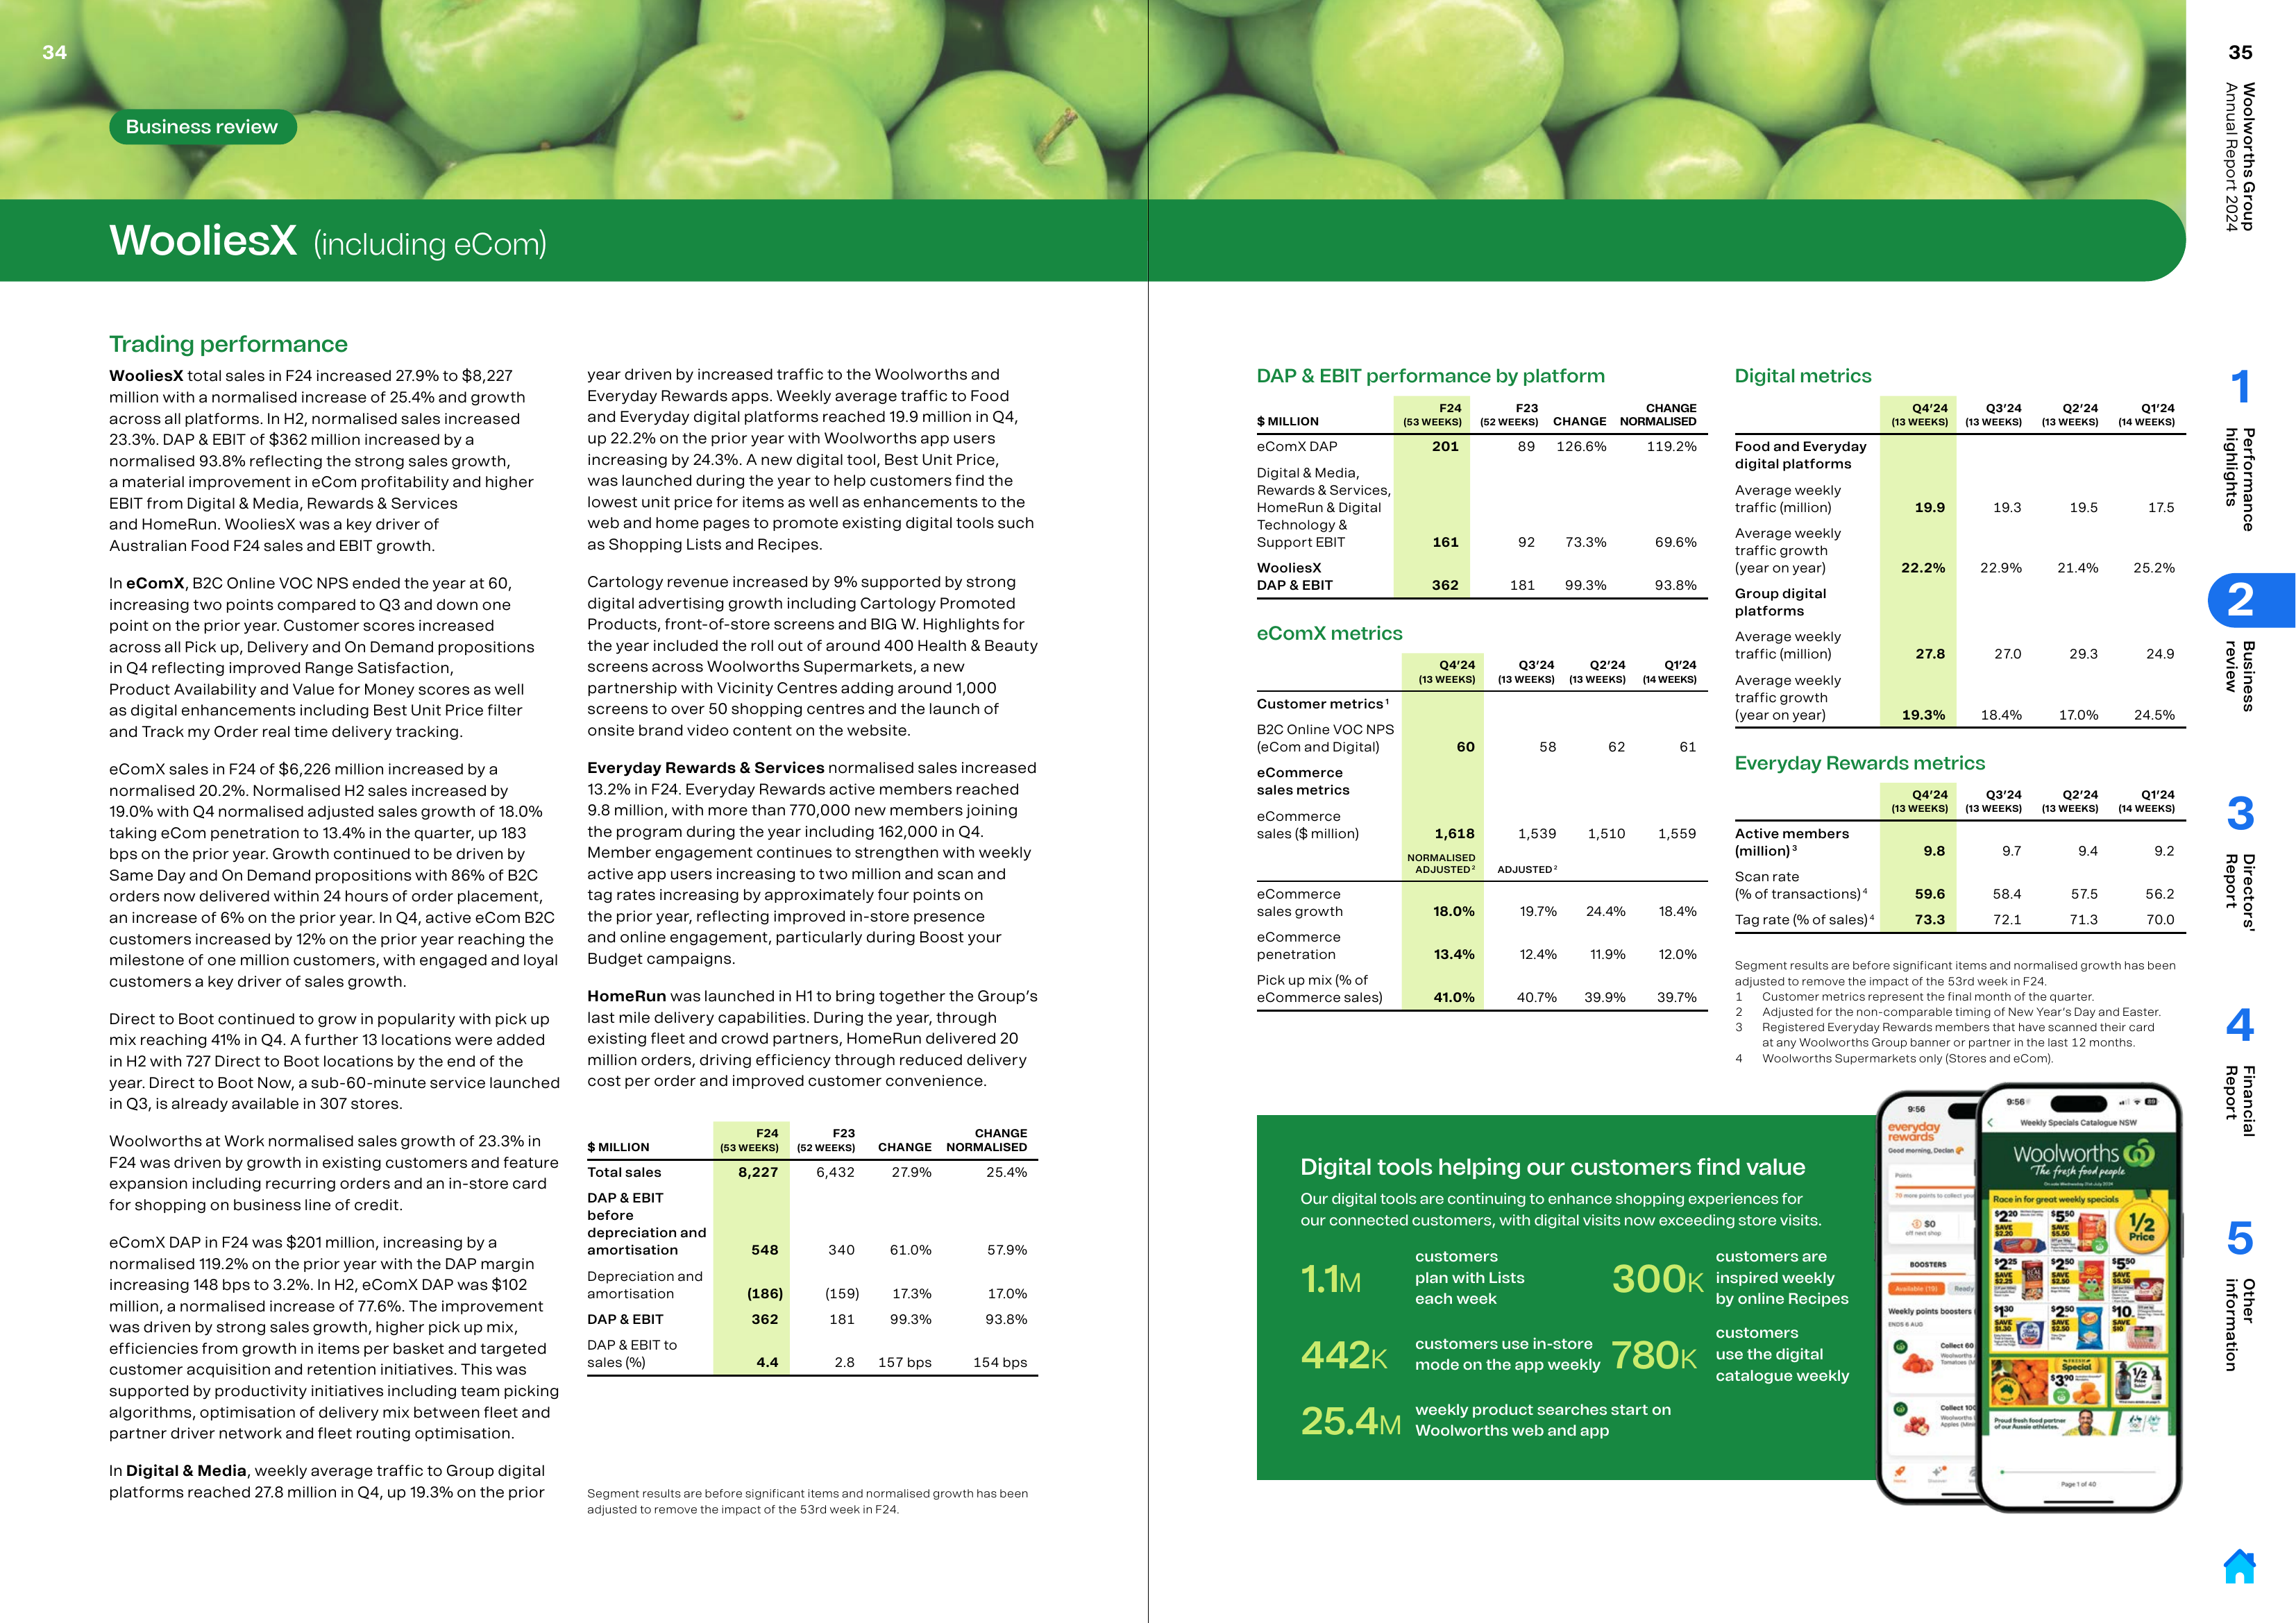 34
Business review
WooliesX (including eCom)
Trading performance
WooliesX total sales in F24 increased 27.9% to $8,227
million with a normalised increase of 25.4% and growth
across all platforms. In H2, normalised sales increased
23.3%. DAP & EBIT of $362 million increased by a
normalised 93.8% reflecting the strong sales growth,
a material improvement in eCom profitability and higher
EBIT from Digital & Media, Rewards & Services
and HomeRun. WooliesX was a key driver of
Australian Food F24 sales and EBIT growth.
In eComX, B2C Online VOC NPS ended the year at 60,
increasing two points compared to Q3 and down one
point on the prior year. Customer scores increased
across all Pick up, Delivery and On Demand propositions
in Q4 reflecting improved Range Satisfaction,
Product Availability and Value for Money scores as well
as digital enhancements including Best Unit Price filter
and Track my Order real time delivery tracking.
eComX sales in F24 of $6,226 million increased by a
normalised 20.2%. Normalised H2 sales increased by
19.0% with Q4 normalised adjusted sales growth of 18.0%
taking eCom penetration to 13.4% in the quarter, up 183
bps on the prior year. Growth continued to be driven by
Same Day and On Demand propositions with 86% of B2C
orders now delivered within 24 hours of order placement,
an increase of 6% on the prior year. In Q4, active eCom B2C
customers increased by 12% on the prior year reaching the
milestone of one million customers, with engaged and loyal
customers a key driver of sales growth.
Direct to Boot continued to grow in popularity with pick up
mix reaching 41% in Q4. A further 13 locations were added
in H2 with 727 Direct to Boot locations by the end of the
year. Direct to Boot Now, a sub-60-minute service launched
in Q3, is already available in 307 stores.
Woolworths at Work normalised sales growth of 23.3% in
F24 was driven by growth in existing customers and feature
expansion including recurring orders and an in-store card
for shopping on business line of credit.
eComX DAP in F24 was $201 million, increasing by a
normalised 119.2% on the prior year with the DAP margin
increasing 148 bps to 3.2%. In H2, eComX DAP was $102
million, a normalised increase of 77.6%. The improvement
was driven by strong sales growth, higher pick up mix,
efficiencies from growth in items per basket and targeted
customer acquisition and retention initiatives. This was
supported by productivity initiatives including team picking
algorithms, optimisation of delivery mix between fleet and
partner driver network and fleet routing optimisation.
In Digital & Media, weekly average traffic to Group digital
platforms reached 27.8 million in Q4, up 19.3% on the prior
year driven by increased traffic to the Woolworths and
Everyday Rewards apps. Weekly average traffic to Food
and Everyday digital platforms reached 19.9 million in Q4,
up 22.2% on the prior year with Woolworths app users
increasing by 24.3%. A new digital tool, Best Unit Price,
was launched during the year to help customers find the
lowest unit price for items as well as enhancements to the
web and home pages to promote existing digital tools such
as Shopping Lists and Recipes.
Cartology revenue increased by 9% supported by strong
digital advertising growth including Cartology Promoted
Products, front-of-store screens and BIG W. Highlights for
the year included the roll out of around 400 Health & Beauty
screens across Woolworths Supermarkets, a new
partnership with Vicinity Centres adding around 1,000
screens to over 50 shopping centres and the launch of
onsite brand video content on the website.
Everyday Rewards & Services normalised sales increased
13.2% in F24. Everyday Rewards active members reached
9.8 million, with more than 770,000 new members joining
the program during the year including 162,000 in Q4.
Member engagement continues to strengthen with weekly
active app users increasing to two million and scan and
tag rates increasing by approximately four points on
the prior year, reflecting improved in-store presence
and online engagement, particularly during Boost your
Budget campaigns.
HomeRun was launched in H1 to bring together the Group's
last mile delivery capabilities. During the year, through
existing fleet and crowd partners, HomeRun delivered 20
million orders, driving efficiency through reduced delivery
cost per order and improved customer convenience.
$ MILLION F24 (53 WEEKS) F23 (52 WEEKS) CHANGE CHANGE NORMALISED
Total sales 8,227 6,432 27.9% 25.4%
DAP & EBIT
before
depreciation and
amortisation 548 340 61.0% 57.9%
Depreciation and
amortisation (186) (159) 17.3% 17.0%
DAP & EBIT 362 181 99.3% 93.8%
DAP & EBIT to
sales (%) 4.4 2.8 157 bps 154 bps
Segment results are before significant items and normalised growth has been
adjusted to remove the impact of the 53rd week in F24.
DAP & EBIT performance by platform
$ MILLION F24 (53 WEEKS) F23 (52 WEEKS) CHANGE CHANGE NORMALISED
eComX DAP 201 89 126.6% 119.2%
Digital & Media,
Rewards & Services,
HomeRun & Digital
Technology &
Support EBIT 161 92 73.3% 69.6%
WooliesX
DAP & EBIT 362 181 99.3% 93.8%
eComX metrics
Q4'24 (13 WEEKS) Q3'24 (13 WEEKS) Q2'24 (13 WEEKS) Q1'24 (14 WEEKS)
Customer metrics 1
B2C Online VOC NPS
(eCom and Digital) 60 58 62 61
eCommerce
sales metrics
eCommerce
sales ($ million) 1,618 1,539 1,510 1,559
NORMALISED
ADJUSTED 2 ADJUSTED 2
eCommerce
sales growth 18.0% 19.7% 24.4% 18.4%
eCommerce
penetration 13.4% 12.4% 11.9% 12.0%
Pick up mix (% of
eCommerce sales) 41.0% 40.7% 39.9% 39.7%
Digital metrics
Q4'24 (13 WEEKS) Q3'24 (13 WEEKS) Q2'24 (13 WEEKS) Q1'24 (14 WEEKS)
Food and Everyday
digital platforms
Average weekly
traffic (million) 19.9 19.3 19.5 17.5
Average weekly
traffic growth
(year on year) 22.2% 22.9% 21.4% 25.2%
Group digital
platforms
Average weekly
traffic (million) 27.8 27.0 29.3 24.9
Average weekly
traffic growth
(year on year) 19.3% 18.4% 17.0% 24.5%
Everyday Rewards metrics
Q4'24 (13 WEEKS) Q3'24 (13 WEEKS) Q2'24 (13 WEEKS) Q1'24 (14 WEEKS)
Active members
(million) 3 9.8 9.7 9.4 9.2
Scan rate
(% of transactions) 4 59.6 58.4 57.5 56.2
Tag rate (% of sales) 4 73.3 72.1 71.3 70.0
Segment results are before significant items and normalised growth has been
adjusted to remove the impact of the 53rd week in F24.
1 Customer metrics represent the final month of the quarter.
2 Adjusted for the non-comparable timing of New Year's Day and Easter.
3 Registered Everyday Rewards members that have scanned their card
at any Woolworths Group banner or partner in the last 12 months.
4 Woolworths Supermarkets only (Stores and eCom).
Digital tools helping our customers find value
Our digital tools are continuing to enhance shopping experiences for
our connected customers, with digital visits now exceeding store visits.
1.1M customers
plan with Lists
each week
300K customers are
inspired weekly
by online Recipes
442K customers use in-store
mode on the app weekly
780K customers
use the digital
catalogue weekly
25.4M weekly product searches start on
Woolworths web and app
9:56
everyday
rewards
Good morning, Declan
Points
$0
off next shop
BOOSTERS
Available (15) Ready
Weekly points boosters
ENDS 6 AUG
Collect 60
Collect 100
9:56
Weekly Specials Catalogue NSW
Woolworths
The fresh food people
Race in for great weekly specials
1/2
Price
$2.20 $5.50
$2.25 $2.50 $5.50
$1.30 $2.50 $10
Special
$3.90
1/2
Proud fresh food partner
of our Aussie athletes.
Page 1 of 40
35
Woolworths Group
Annual Report 2024
1
Performance
highlights
2
Business
review
3
Directors'
Report
4
Financial
Report
5
Other
information